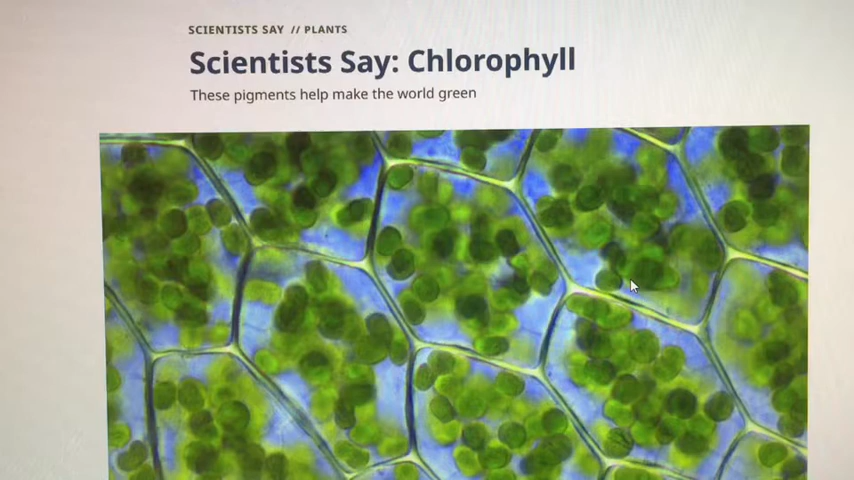 SCIENTISTS SAY // PLANTS
Scientists Say: Chlorophyll
These pigments help make the world green